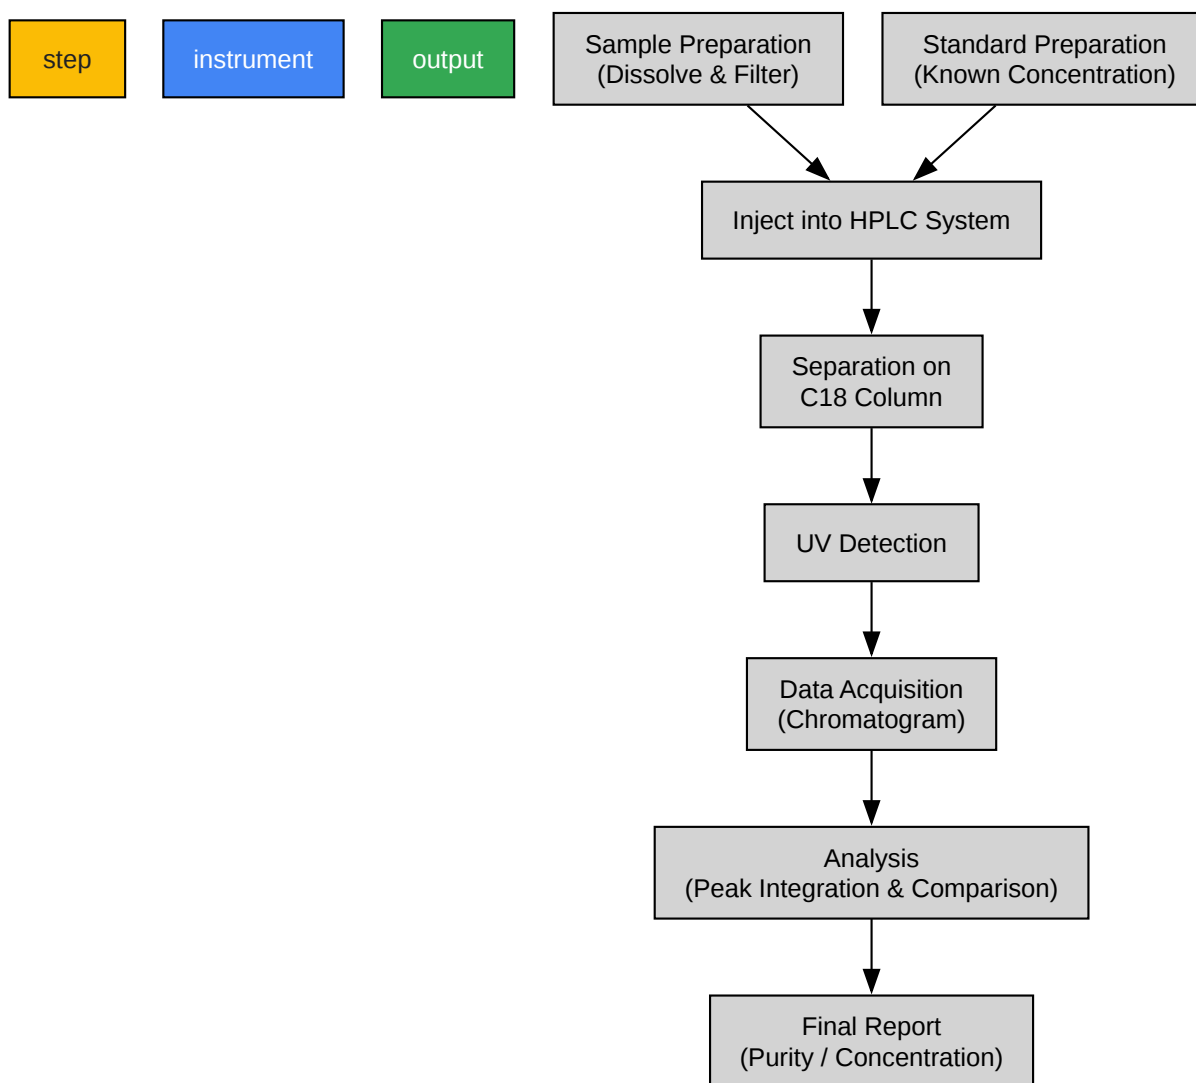 step
instrument
output
Sample Preparation
(Dissolve & Filter)
Standard Preparation
(Known Concentration)
Inject into HPLC System
Separation on
C18 Column
UV Detection
Data Acquisition
(Chromatogram)
Analysis
(Peak Integration & Comparison)
Final Report
(Purity / Concentration)